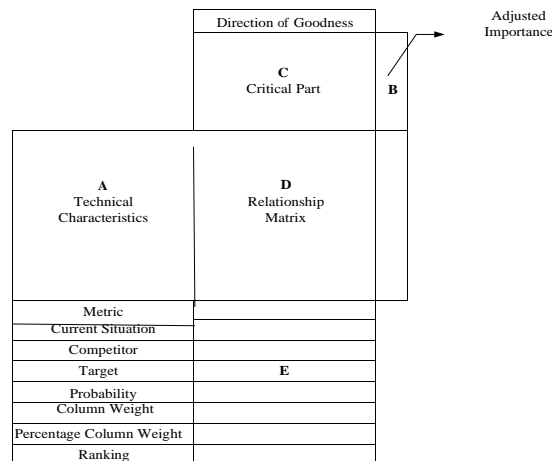 Direction of Goodness
Adjusted
Importance
C
Critical Part
B
A
Technical
Characteristics
D
Relationship
Matrix
Metric
Current Situation
Competitor
Target
E
Probability
Column Weight
Percentage Column Weight
Ranking